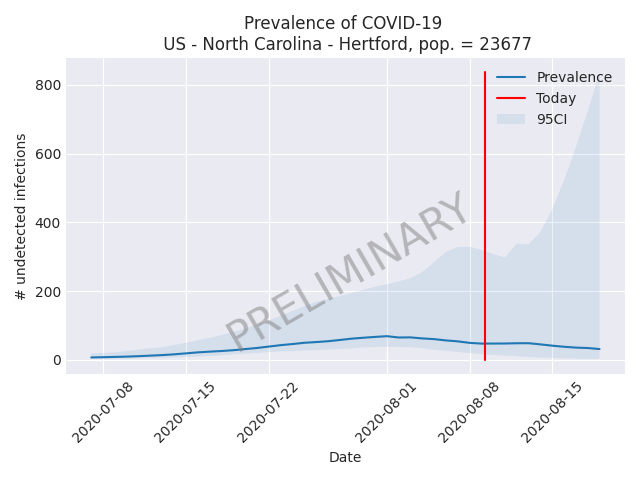 Prevalence of COVID-19
US - North Carolina - Hertford, pop. = 23677
Prevalence
Today
95CI
PRELIMINARY
# undetected infections
800
600
400
200
0
2020-07-08
2020-07-15
2020-07-22
2020-08-01
2020-08-08
2020-08-15
Date